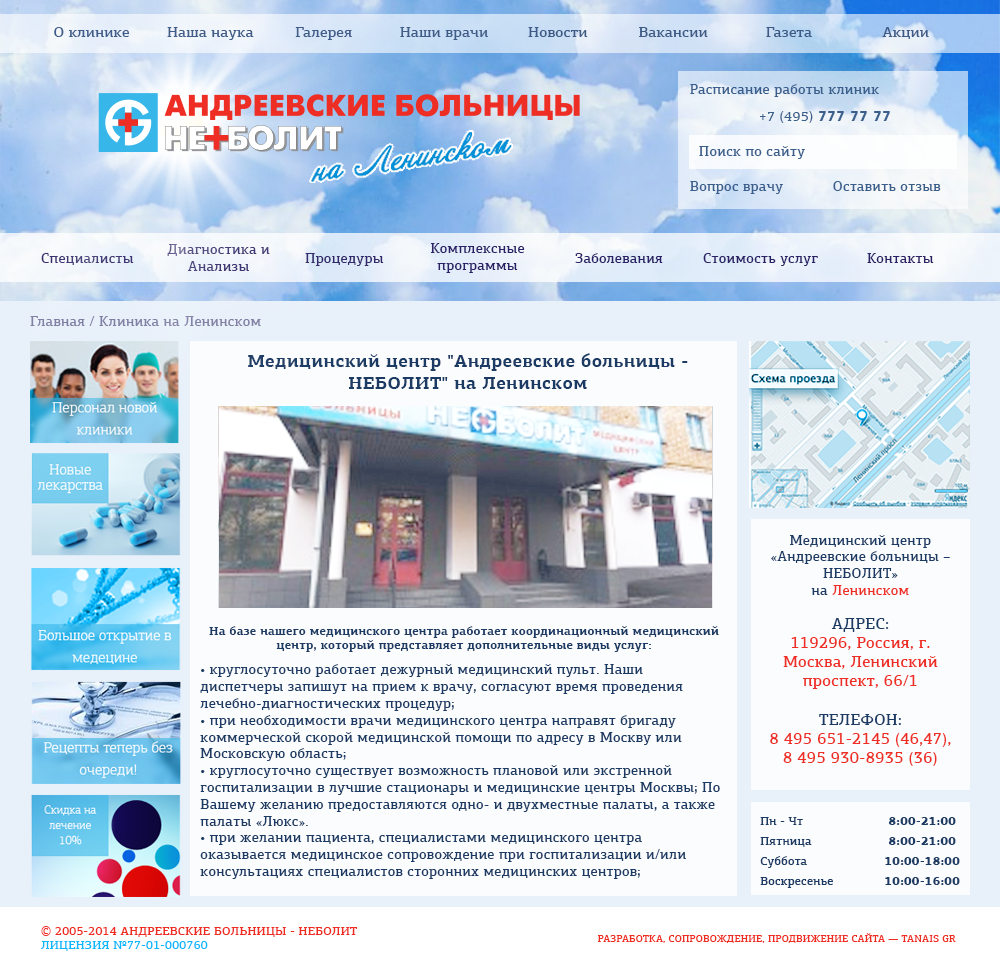 О клинике Наша наука Галерея Наши врачи Новости Вакансии Газета Акции
АНДРЕЕВСКИЕ БОЛЬНИЦЫ
НЕБОЛИТ
на Ленинском
Расписание работы клиник
+7 (495) 777 77 77
Поиск по сайту
Вопрос врачу Оставить отзыв
Специалисты
Диагностика и
Анализы
Процедуры
Комплексные
программы
Заболевания
Стоимость услуг
Контакты
Главная / Клиника на Ленинском
Персонал новой
клиники
Новые
лекарства
Большое открытие в
медецине
Рецепты теперь без
очереди!
Скидка на
лечение
10%
Медицинский центр "Андреевские больницы -
НЕБОЛИТ" на Ленинском
БОЛЬНИЦЫ
НЕБОЛИТ
МЕДИЦИНСКИЙ
ЦЕНТР
На базе нашего медицинского центра работает координационный медицинский
центр, который представляет дополнительные виды услуг:
• круглосуточно работает дежурный медицинский пульт. Наши
диспетчеры запишут на прием к врачу, согласуют время проведения
лечебно-диагностических процедур;
• при необходимости врачи медицинского центра направят бригаду
коммерческой скорой медицинской помощи по адресу в Москву или
Московскую область;
• круглосуточно существует возможность плановой или экстренной
госпитализации в лучшие стационары и медицинские центры Москвы; По
Вашему желанию предоставляются одно- и двухместные палаты, а также
палаты «Люкс».
• при желании пациента, специалистами медицинского центра
оказывается медицинское сопровождение при госпитализации и/или
консультациях специалистов сторонних медицинских центров;
Схема проезда
Ленинский просп.
Яндекс
Медицинский центр
«Андреевские больницы –
НЕБОЛИТ»
на Ленинском
АДРЕС:
119296, Россия, г.
Москва, Ленинский
проспект, 66/1
ТЕЛЕФОН:
8 495 651-2145 (46,47),
8 495 930-8935 (36)
Пн - Чт 8:00-21:00
Пятница 8:00-21:00
Суббота 10:00-18:00
Воскресенье 10:00-16:00
© 2005-2014 АНДРЕЕВСКИЕ БОЛЬНИЦЫ - НЕБОЛИТ
ЛИЦЕНЗИЯ №77-01-000760
РАЗРАБОТКА, СОПРОВОЖДЕНИЕ, ПРОДВИЖЕНИЕ САЙТА — TANAIS GR